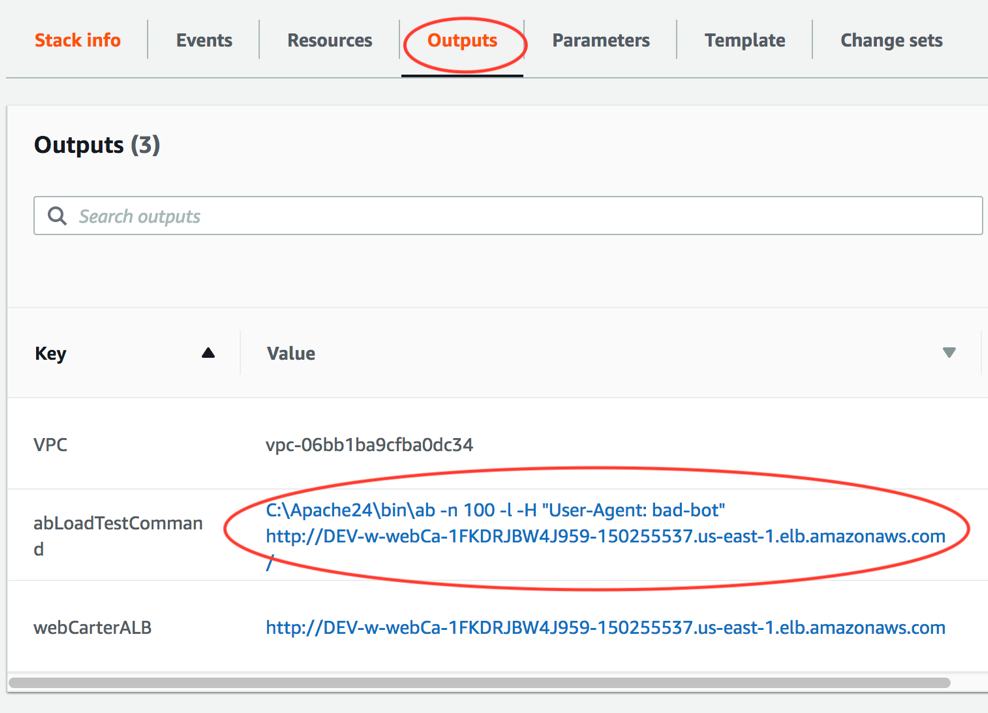 Stack info
Events
Resources
Outputs
Parameters
Template
Change sets
Outputs (3)
Search outputs
Key
Value
VPC
vpc-06bb1ba9cfba0dc34
abLoadTestComman
d
C:\Apache24\bin\ab -n 100 -l -H "User-Agent: bad-bot"
http://DEV-w-webCa-1FKDRJBW4J959-150255537.us-east-1.elb.amazonaws.com
/
webCarterALB
http://DEV-w-webCa-1FKDRJBW4J959-150255537.us-east-1.elb.amazonaws.com